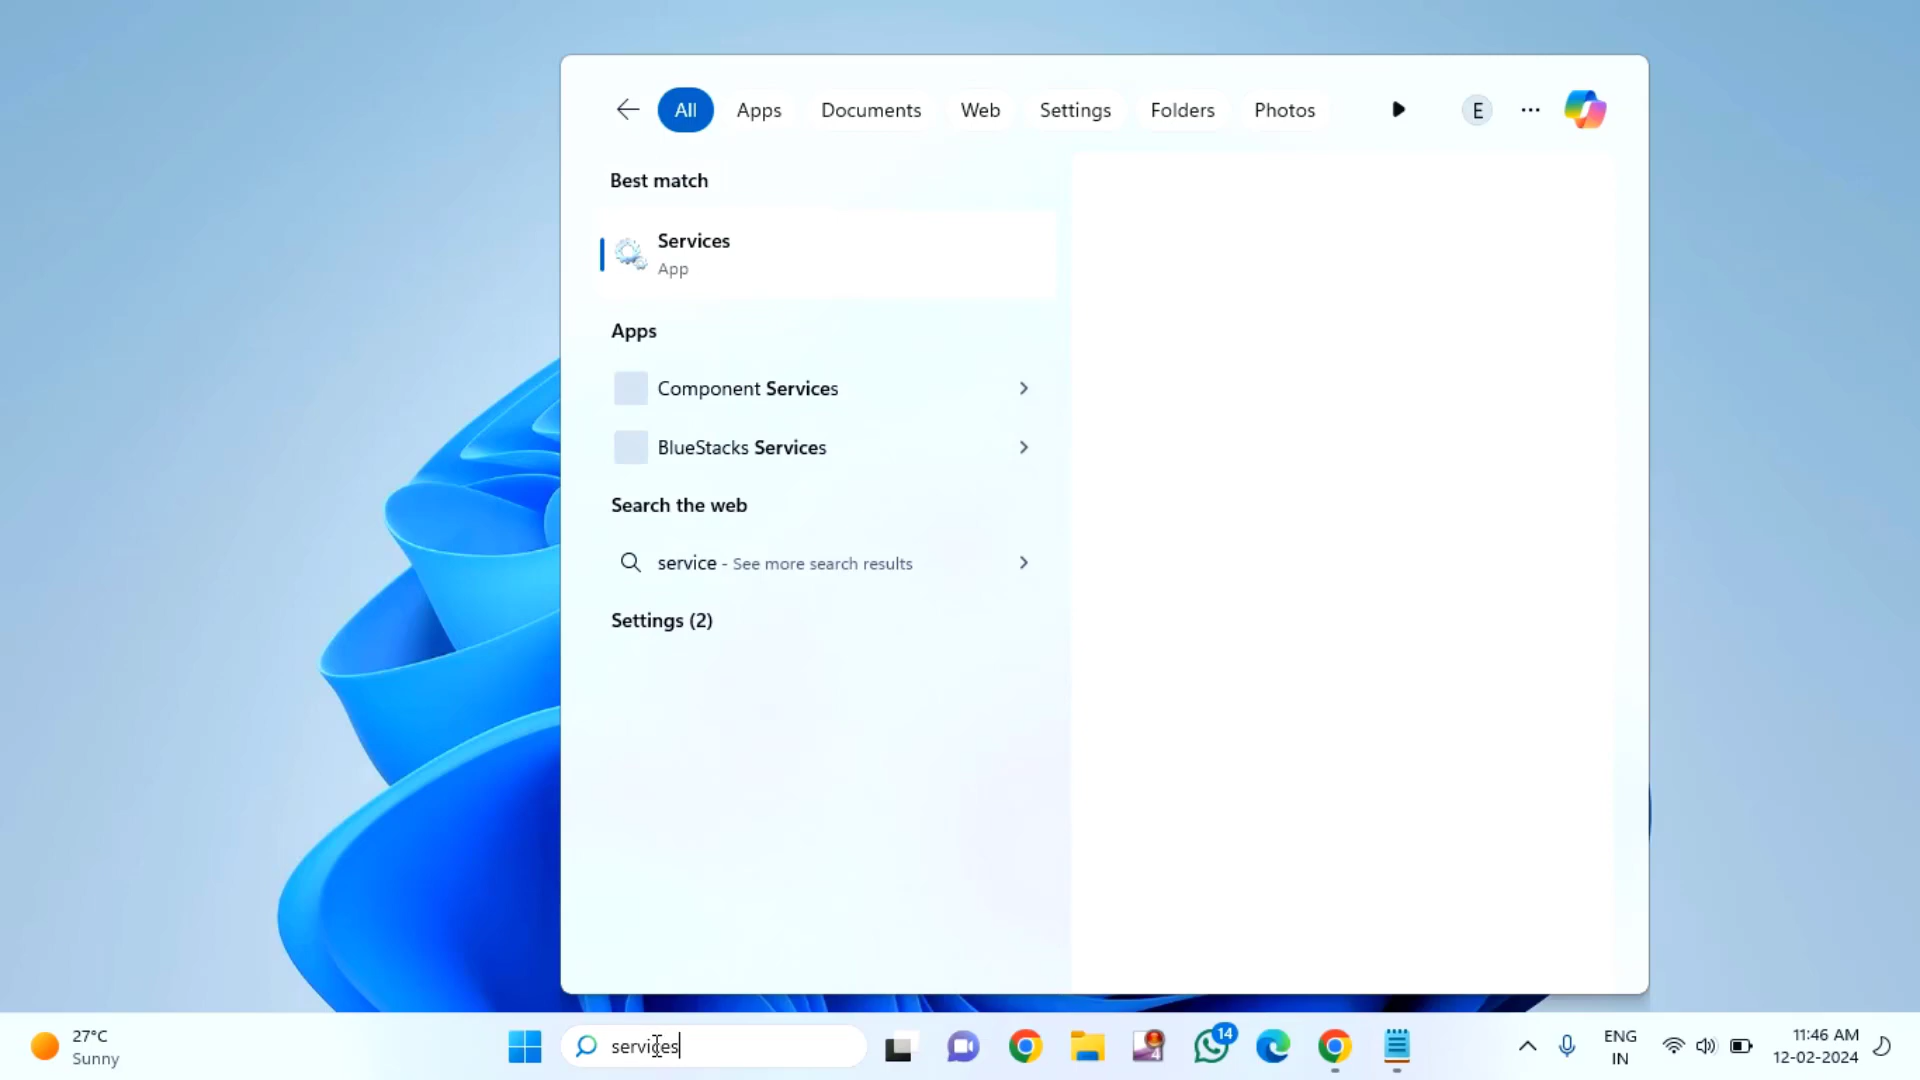 All Apps Documents Web Settings Folders Photos E
Best match
Services
App
Apps
Component Services
BlueStacks Services
Search the web
service - See more search results
Settings (2)
27°C
Sunny
services
4
14
ENG
IN
11:46 AM
12-02-2024